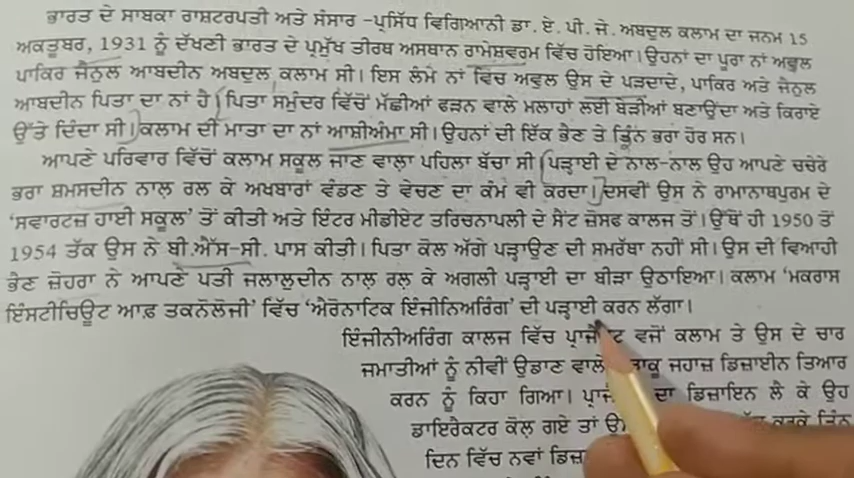 ਭਾਰਤ ਦੇ ਸਾਬਕਾ ਰਾਸ਼ਟਰਪਤੀ ਅਤੇ ਸੰਸਾਰ –ਪ੍ਰਸਿੱਧ ਵਿਗਿਆਨੀ ਡਾ. ਏ. ਪੀ. ਜੇ. ਅਬਦੁਲ ਕਲਾਮ ਦਾ ਜਨਮ 15
ਅਕਤੂਬਰ, 1931 ਨੂੰ ਦੱਖਣੀ ਭਾਰਤ ਦੇ ਪ੍ਰਮੁੱਖ ਤੀਰਥ ਅਸਥਾਨ ਰਾਮੇਸ਼ਵਰਮ ਵਿੱਚ ਹੋਇਆ। ਉਹਨਾਂ ਦਾ ਪੂਰਾ ਨਾਂ ਅਵੁਲ
ਪਾਕਿਰ ਜੈਨੁਲ ਆਬਦੀਨ ਅਬਦੁਲ ਕਲਾਮ ਸੀ। ਇਸ ਲੰਮੇ ਨਾਂ ਵਿੱਚ ਅਵੁਲ ਉਸ ਦੇ ਪੜਦਾਦੇ, ਪਾਕਿਰ ਅਤੇ ਜੈਨੁਲ
ਆਬਦੀਨ ਪਿਤਾ ਦਾ ਨਾਂ ਹੈ। ਪਿਤਾ ਸਮੁੰਦਰ ਵਿੱਚੋਂ ਮੱਛੀਆਂ ਫੜਨ ਵਾਲੇ ਮਲਾਹਾਂ ਲਈ ਬੇੜੀਆਂ ਬਣਾਉਂਦਾ ਅਤੇ ਕਿਰਾਏ
ਉੱਤੇ ਦਿੰਦਾ ਸੀ। ਕਲਾਮ ਦੀ ਮਾਤਾ ਦਾ ਨਾਂ ਆਸ਼ੀਅੰਮਾ ਸੀ। ਉਹਨਾਂ ਦੀ ਇੱਕ ਭੈਣ ਤੇ ਤਿੰਨ ਭਰਾ ਹੋਰ ਸਨ।
ਆਪਣੇ ਪਰਿਵਾਰ ਵਿੱਚੋਂ ਕਲਾਮ ਸਕੂਲ ਜਾਣ ਵਾਲ਼ਾ ਪਹਿਲਾ ਬੱਚਾ ਸੀ। ਪੜ੍ਹਾਈ ਦੇ ਨਾਲ-ਨਾਲ ਉਹ ਆਪਣੇ ਚਚੇਰੇ
ਭਰਾ ਸ਼ਮਸਦੀਨ ਨਾਲ਼ ਰਲ ਕੇ ਅਖਬਾਰਾਂ ਵੰਡਣ ਤੇ ਵੇਚਣ ਦਾ ਕੰਮ ਵੀ ਕਰਦਾ। ਦਸਵੀਂ ਉਸ ਨੇ ਰਾਮਾਨਾਥਪੁਰਮ ਦੇ
'ਸਵਾਰਟਜ਼ ਹਾਈ ਸਕੂਲ' ਤੋਂ ਕੀਤੀ ਅਤੇ ਇੰਟਰ ਮੀਡੀਏਟ ਤਰਿਚਨਾਪਲੀ ਦੇ ਸੈਂਟ ਜ਼ੋਸਫ ਕਾਲਜ ਤੋਂ। ਉੱਥੋਂ ਹੀ 1950 ਤੋਂ
1954 ਤੱਕ ਉਸ ਨੇ ਬੀ.ਐੱਸ–ਸੀ. ਪਾਸ ਕੀਤੀ। ਪਿਤਾ ਕੋਲ ਅੱਗੇ ਪੜ੍ਹਾਉਣ ਦੀ ਸਮਰੱਥਾ ਨਹੀਂ ਸੀ। ਉਸ ਦੀ ਵਿਆਹੀ
ਭੈਣ ਜ਼ੋਹਰਾ ਨੇ ਆਪਣੇ ਪਤੀ ਜਲਾਲੁਦੀਨ ਨਾਲ਼ ਰਲ਼ ਕੇ ਅਗਲੀ ਪੜ੍ਹਾਈ ਦਾ ਬੀੜਾ ਉਠਾਇਆ। ਕਲਾਮ 'ਮਕਰਾਸ
ਇੰਸਟੀਚਿਊਟ ਆਫ਼ ਤਕਨੋਲੋਜੀ' ਵਿੱਚ 'ਐਰੋਨਾਟਿਕ ਇੰਜੀਨਿਅਰਿੰਗ' ਦੀ ਪੜ੍ਹਾਈ ਕਰਨ ਲੱਗਾ।
ਇੰਜੀਨੀਅਰਿੰਗ ਕਾਲਜ ਵਿੱਚ ਵਜੋਂ ਕਲਾਮ ਤੇ ਉਸ ਦੇ ਚਾਰ
ਜਮਾਤੀਆਂ ਨੂੰ ਨੀਵੀਂ ਉਡਾਣ ਵਾਲੇ ਜਹਾਜ਼ ਡਿਜ਼ਾਈਨ ਤਿਆਰ
ਕਰਨ ਨੂੰ ਕਿਹਾ ਗਿਆ। ਦਾ ਡਿਜ਼ਾਇਨ ਲੈ ਕੇ ਉਹ
ਡਾਇਰੈਕਟਰ ਕੋਲ਼ ਗਏ ਤਾਂ ਕਰਕੇ ਤਿੰਨ
ਦਿਨ ਵਿੱਚ ਨਵਾਂ